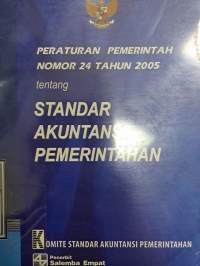 PERATURAN PEMERINTAH
NOMOR 24 TAHUN 2005
tentang
STANDAR
AKUNTANSI
PEMERINTAHAN
KOMITE STANDAR AKUNTANSI PEMERINTAHAN
Penerbit
Salemba Empat